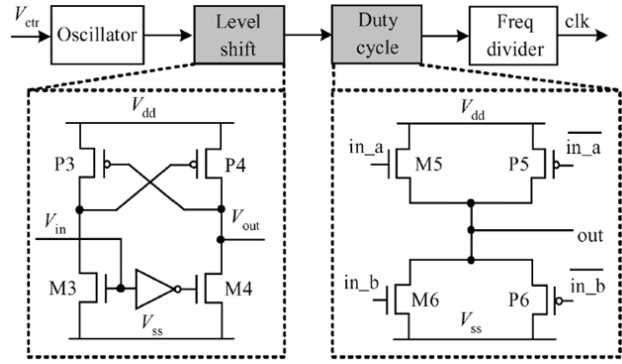 V_ctr
Oscillator
Level shift
Duty cycle
Freq divider
clk
V_dd
P3
P4
V_in
V_out
M3
M4
V_ss
V_dd
in_a
M5
P5
in_a
out
in_b
M6
P6
in_b
V_ss